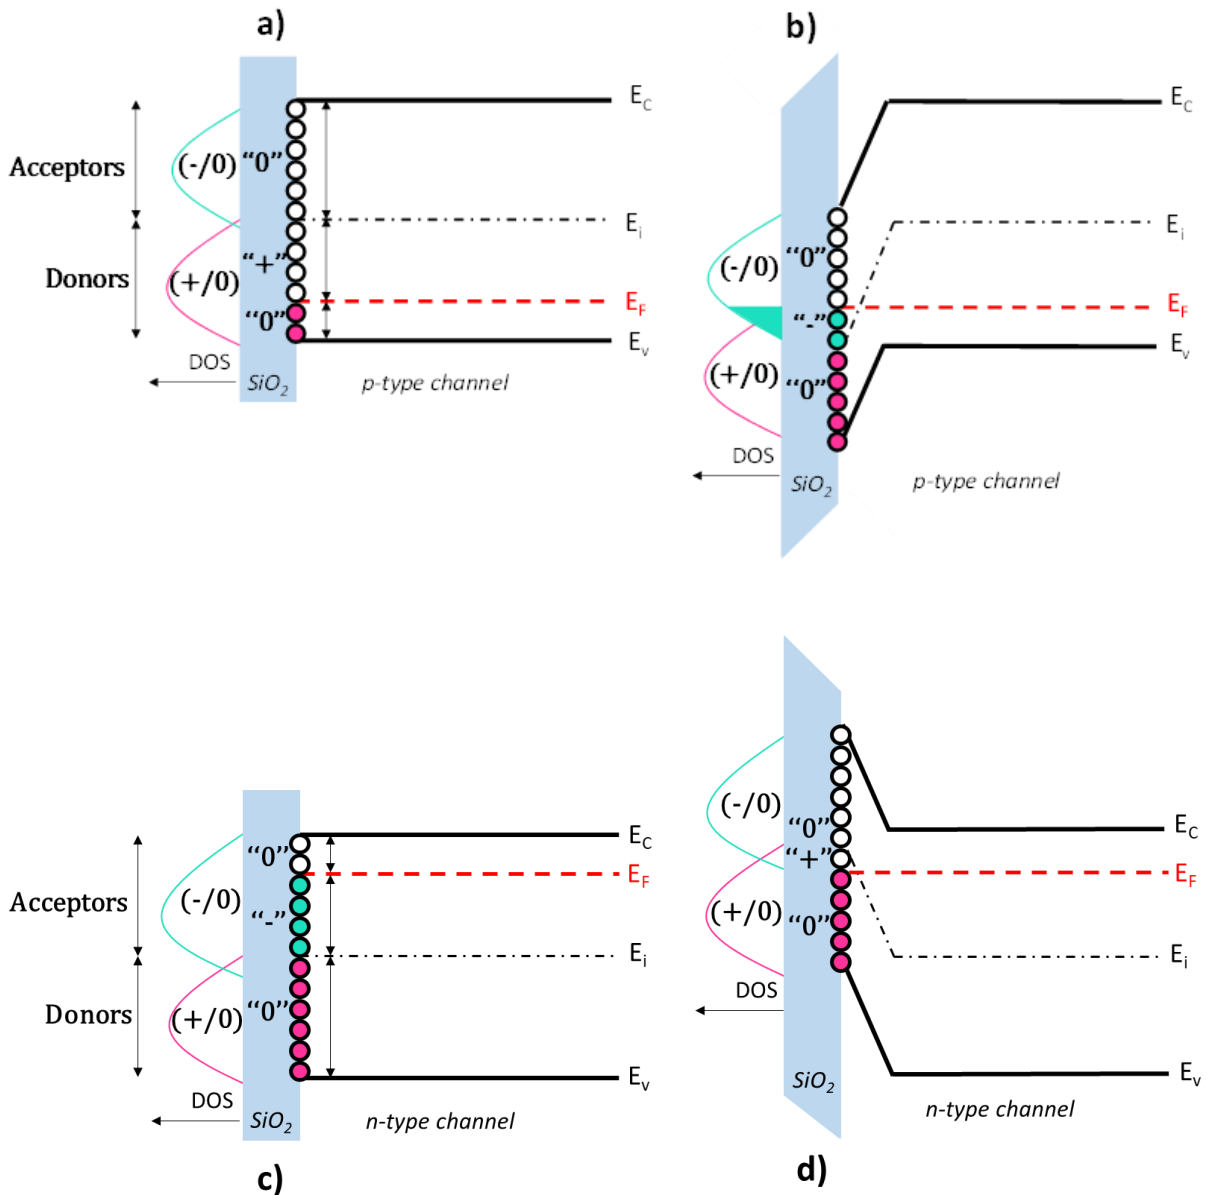 a)
E_C
Acceptors
(-/0) “0”
E_i
Donors
“+”
(+/0)
E_F
“0”
E_v
DOS
SiO_2
p-type channel
b)
E_C
E_i
“0”
(-/0)
E_F
“-”
E_v
(+/0)
“0”
DOS
SiO_2
p-type channel
E_C
“0”
E_F
Acceptors
(-/0)
“-”
E_i
Donors
(+/0)
“0”
E_v
DOS
SiO_2
n-type channel
c)
(-/0)
“0”
E_C
“+”
E_F
(+/0)
“0”
E_i
DOS
SiO_2
E_v
n-type channel
d)